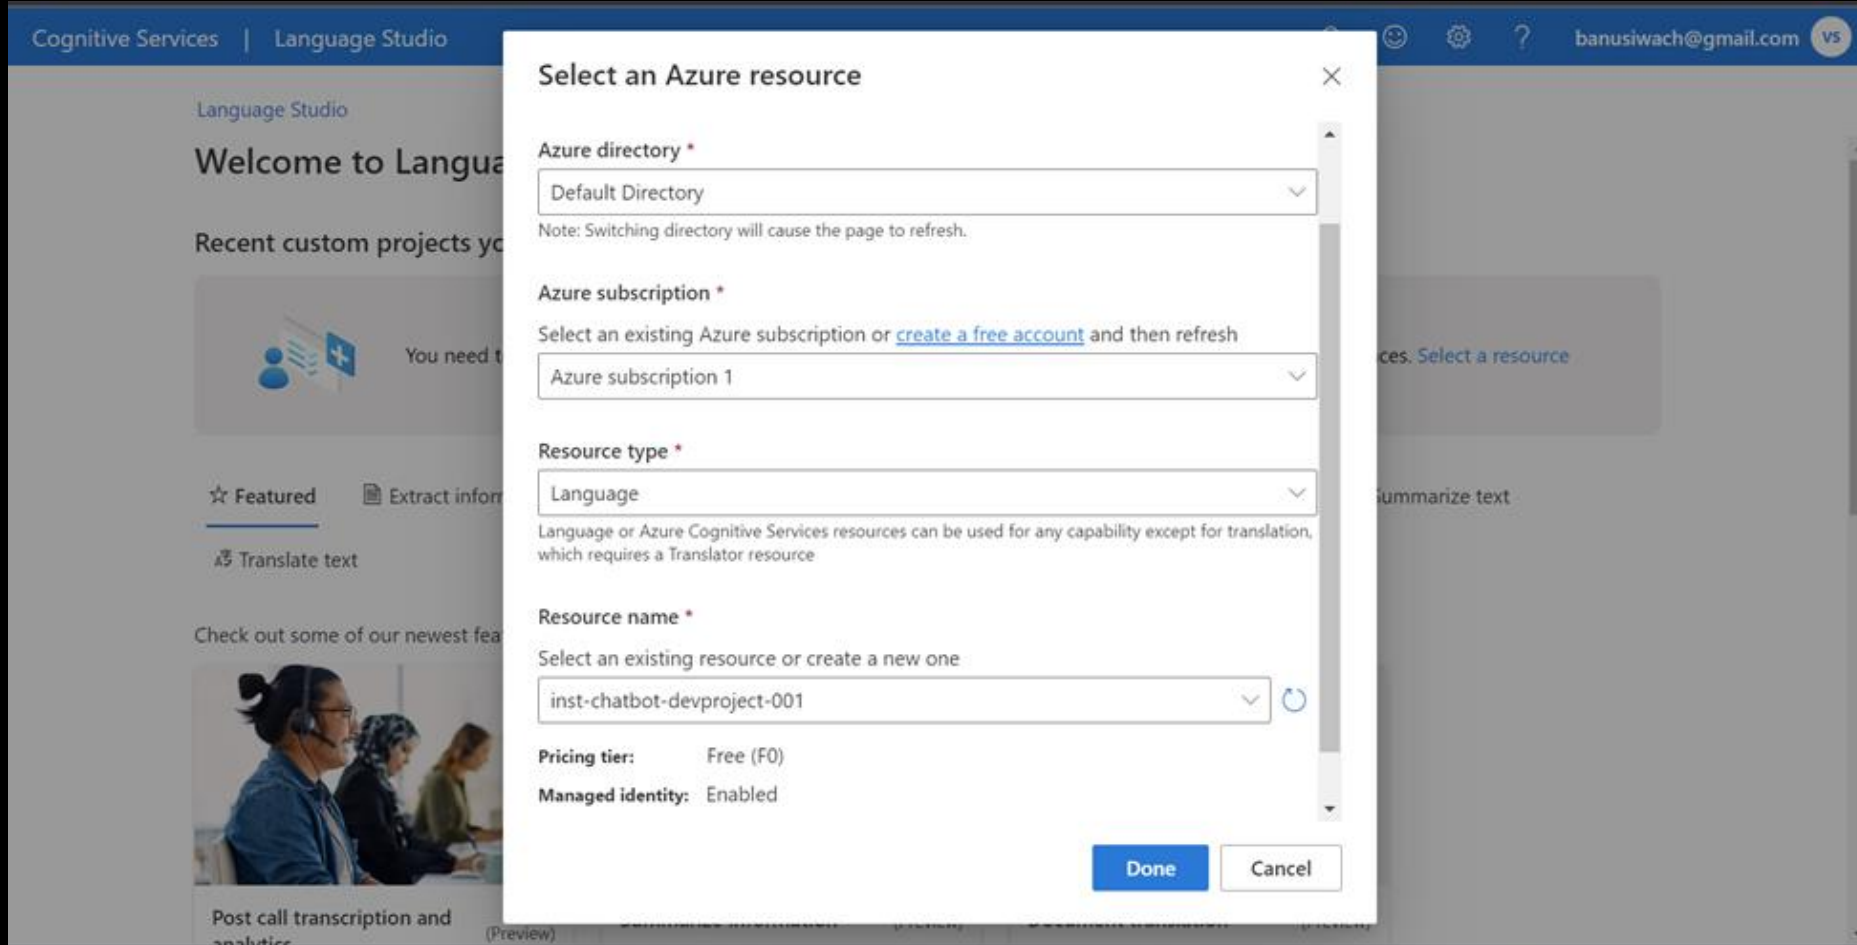 Cognitive Services | Language Studio
? banusiwach@gmail.com VS
Language Studio
Welcome to Langua
Recent custom projects yo
You need t
ces. Select a resource
Featured Extract inform
Summarize text
Translate text
Check out some of our newest fea
Post call transcription and
analytics (Preview)
Select an Azure resource
Azure directory *
Default Directory
Note: Switching directory will cause the page to refresh.
Azure subscription *
Select an existing Azure subscription or create a free account and then refresh
Azure subscription 1
Resource type *
Language
Language or Azure Cognitive Services resources can be used for any capability except for translation,
which requires a Translator resource
Resource name *
Select an existing resource or create a new one
inst-chatbot-devproject-001
Pricing tier: Free (F0)
Managed identity: Enabled
Done Cancel